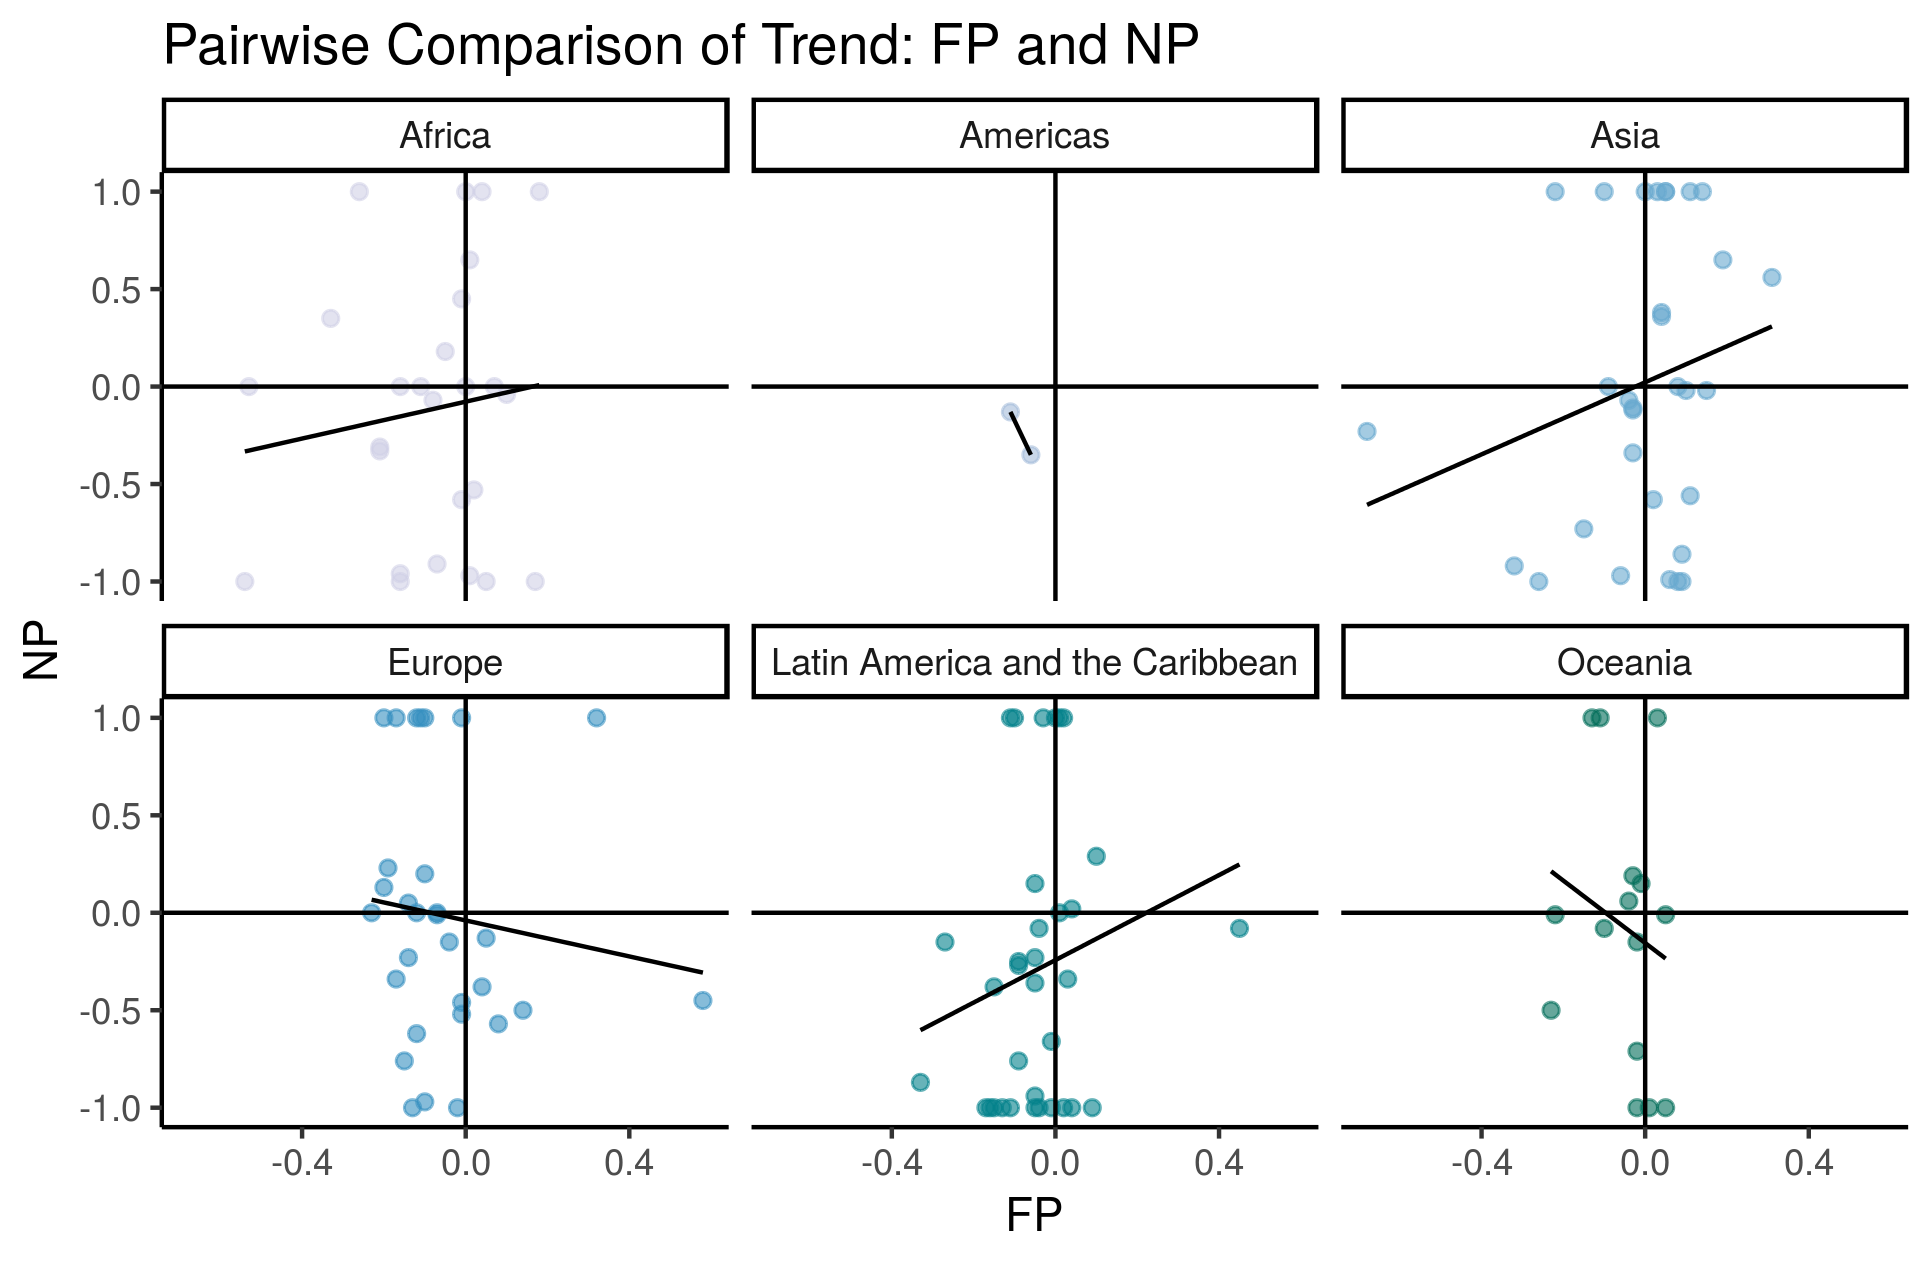 Pairwise Comparison of Trend: FP and NP
Africa
Americas
Asia
1.0
0.5
0.0
-0.5
-1.0
NP
Europe
Latin America and the Caribbean
Oceania
1.0
0.5
0.0
-0.5
-1.0
-0.4 0.0 0.4
-0.4 0.0 0.4
-0.4 0.0 0.4
FP